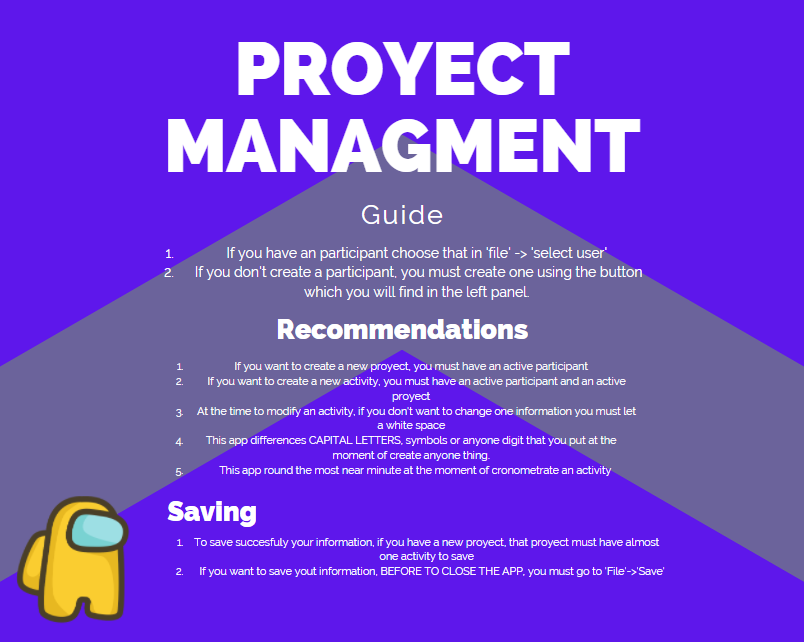 PROYECT
MANAGMENT
Guide
1. If you have an participant choose that in 'file' -> 'select user'
2. If you don't create a participant, you must create one using the button
which you will find in the left panel.
Recommendations
1. If you want to create a new proyect, you must have an active participant
2. If you want to create a new activity, you must have an active participant and an active
proyect
3. At the time to modify an activity, if you don't want to change one information you must let
a white space
4. This app differences CAPITAL LETTERS, symbols or anyone digit that you put at the
moment of create anyone thing.
5. This app round the most near minute at the moment of cronometrate an activity
Saving
1. To save succesfuly your information, if you have a new proyect, that proyect must have almost
one activity to save
2. If you want to save yout information, BEFORE TO CLOSE THE APP, you must go to 'File'->'Save'